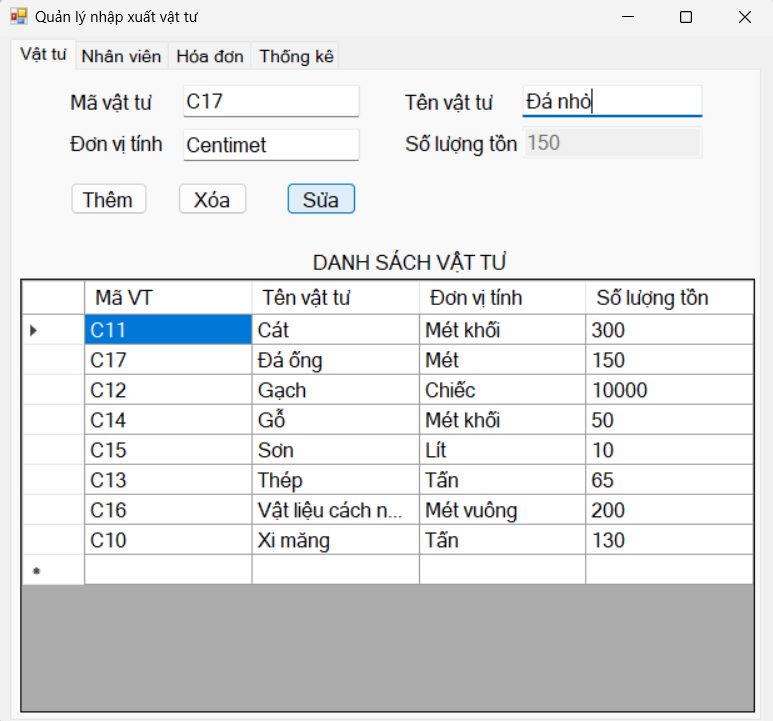 Quản lý nhập xuất vật tư
Vật tư Nhân viên Hóa đơn Thống kê
Mã vật tư C17 Tên vật tư Đá nhỏ
Đơn vị tính Centimet Số lượng tồn 150
Thêm Xóa Sửa
DANH SÁCH VẬT TƯ
Mã VT Tên vật tư Đơn vị tính Số lượng tồn
C11 Cát Mét khối 300
C17 Đá ống Mét 150
C12 Gạch Chiếc 10000
C14 Gỗ Mét khối 50
C15 Sơn Lít 10
C13 Thép Tấn 65
C16 Vật liệu cách n... Mét vuông 200
C10 Xi măng Tấn 130